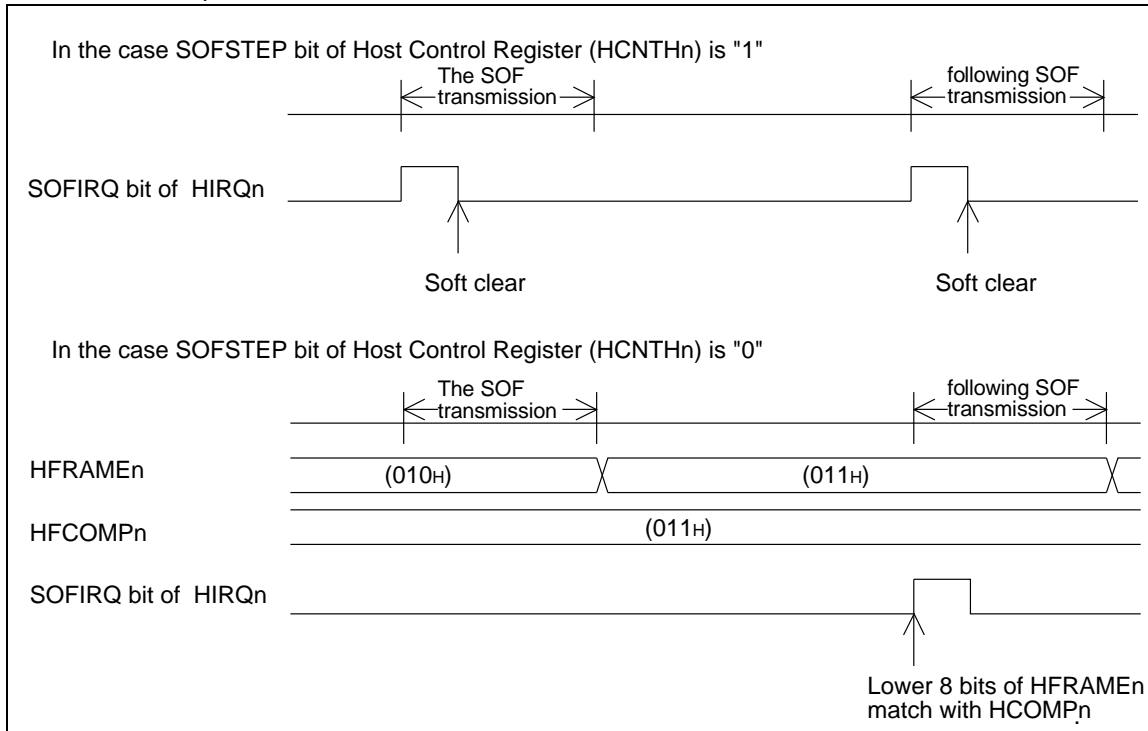 In the case SOFSTEP bit of Host Control Register (HCNTHn) is "1"
The SOF
transmission
following SOF
transmission
SOFIRQ bit of HIRQn
Soft clear
Soft clear
In the case SOFSTEP bit of Host Control Register (HCNTHn) is "0"
The SOF
transmission
following SOF
transmission
HFRAMEn
(010H)
(011H)
HFCOMPn
(011H)
SOFIRQ bit of HIRQn
Lower 8 bits of HFRAMEn
match with HCOMPn